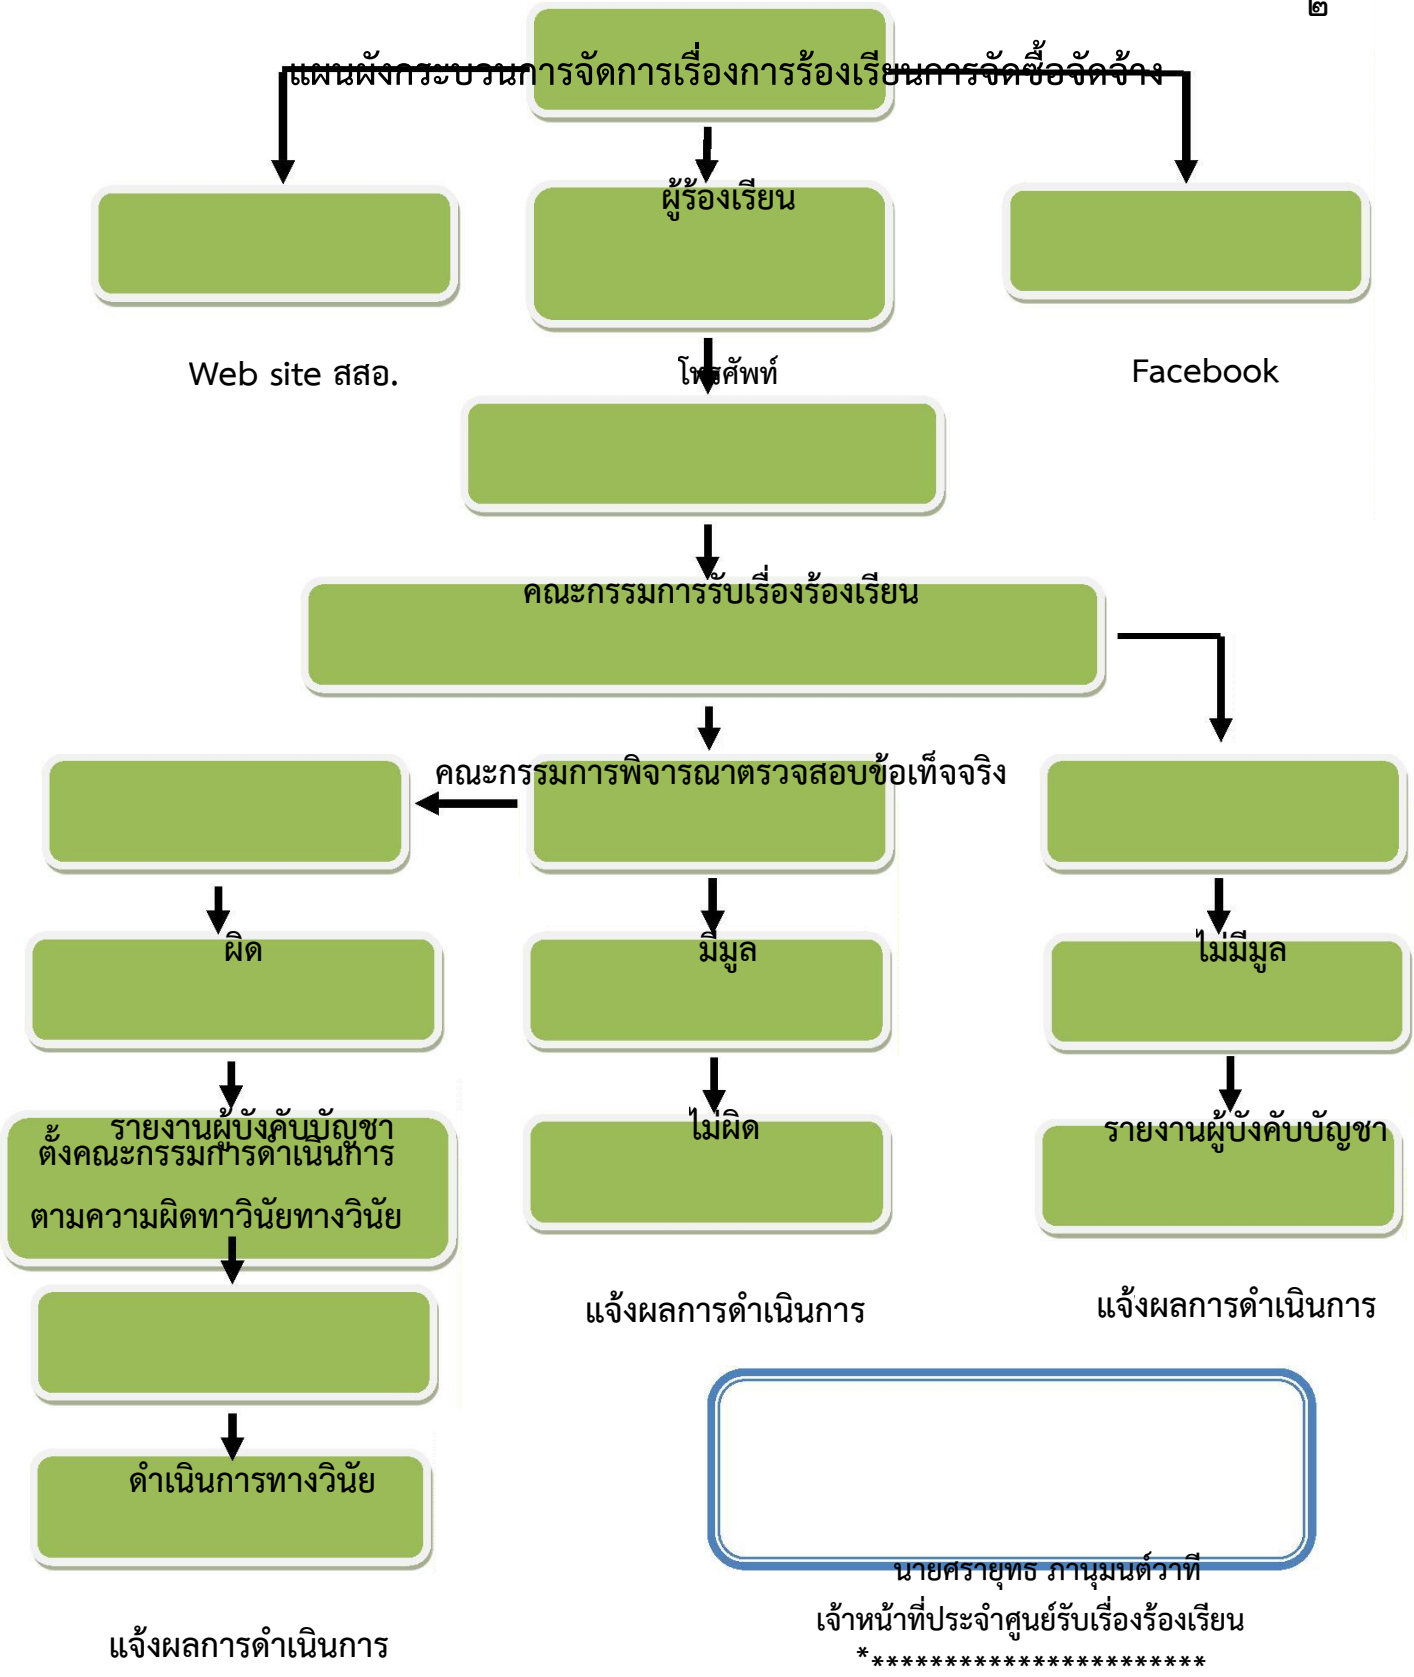 ๒
แผนผังกระบวนการจัดการเรื่องการร้องเรียนการจัดซื้อจัดจ้าง
ผู้ร้องเรียน
Web site สสอ.
โทรศัพท์
Facebook
คณะกรรมการรับเรื่องร้องเรียน
คณะกรรมการพิจารณาตรวจสอบข้อเท็จจริง
ผิด
มีมูล
ไม่มีมูล
รายงานผู้บังคับบัญชา
ไม่ผิด
รายงานผู้บังคับบัญชา
ตั้งคณะกรรมการดำเนินการ
ตามความผิดทาวินัยทางวินัย
แจ้งผลการดำเนินการ
แจ้งผลการดำเนินการ
ดำเนินการทางวินัย
นายศรายุทธ ภานุมนต์วาที
เจ้าหน้าที่ประจำศูนย์รับเรื่องร้องเรียน
แจ้งผลการดำเนินการ
************************